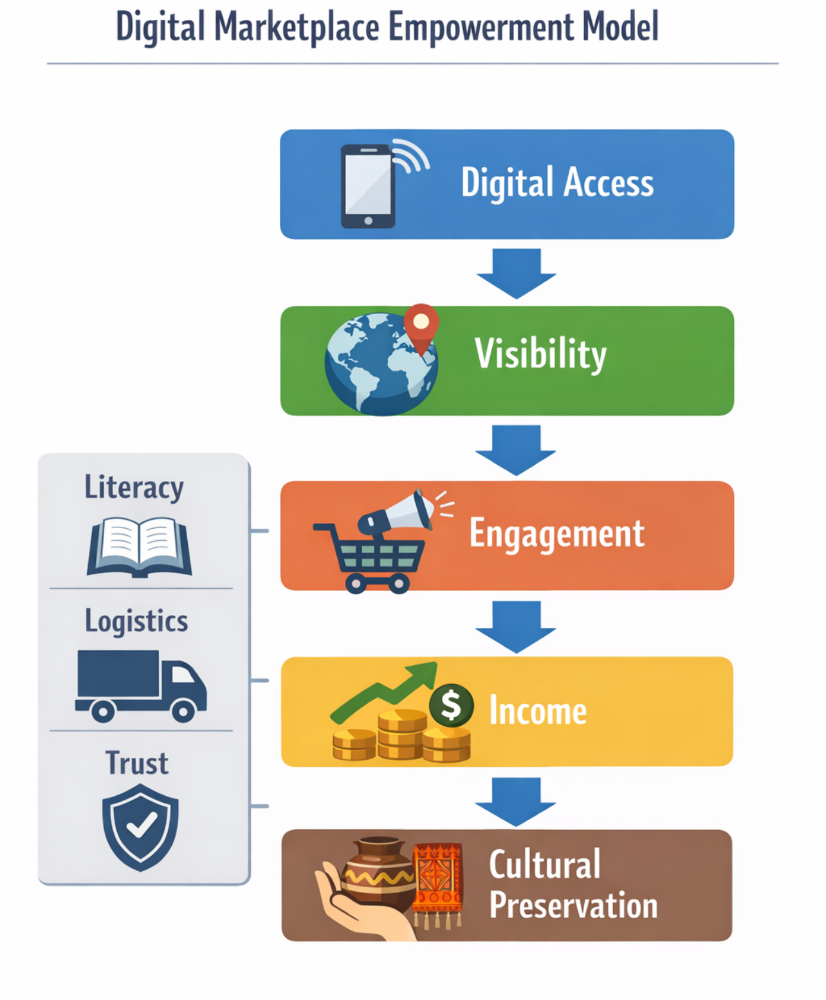 Digital Marketplace Empowerment Model
Digital Access
Visibility
Engagement
$ Income
Cultural
Preservation
Literacy
Logistics
Trust